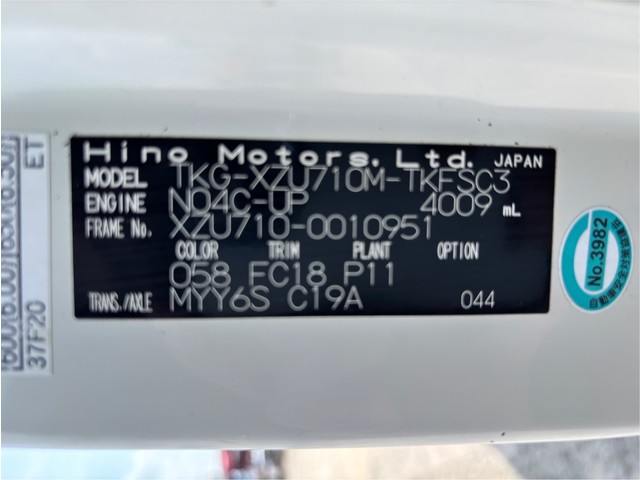 Hino Motors, Ltd. JAPAN
MODEL TKG-XZU710M-TKFSC3
ENGINE N04C-UP 4009 mL
FRAME No. XZU710-0010951
COLOR TRIM PLANT OPTION
058 FC18 P11
TRANS./AXLE MYY6S C19A 044
ET
37F20
No.3982